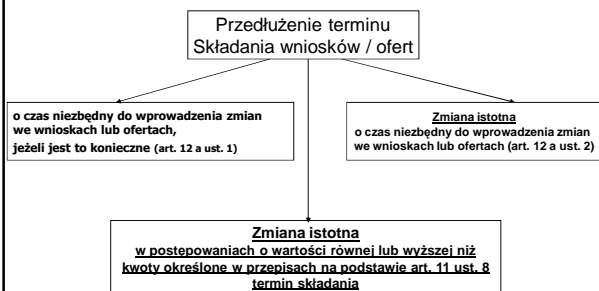 Przedłużenie terminu
Składania wniosków / ofert
o czas niezbędny do wprowadzenia zmian
we wnioskach lub ofertach,
jeżeli jest to konieczne (art. 12 a ust. 1)
Zmiana istotna
o czas niezbędny do wprowadzenia zmian
we wnioskach lub ofertach (art. 12 a ust. 2)
Zmiana istotna
w postępowaniach o wartości równej lub wyższej niż
kwoty określone w przepisach na podstawie art. 11 ust. 8
termin składania